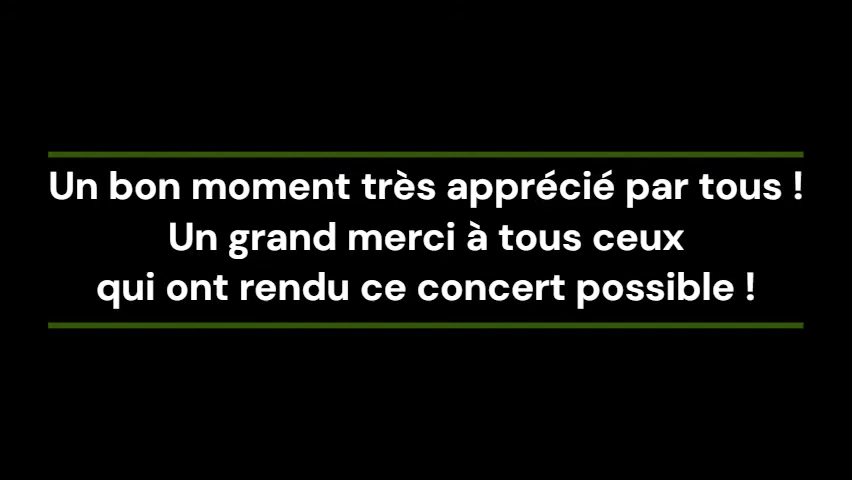 Un bon moment très apprécié par tous !
Un grand merci à tous ceux
qui ont rendu ce concert possible !